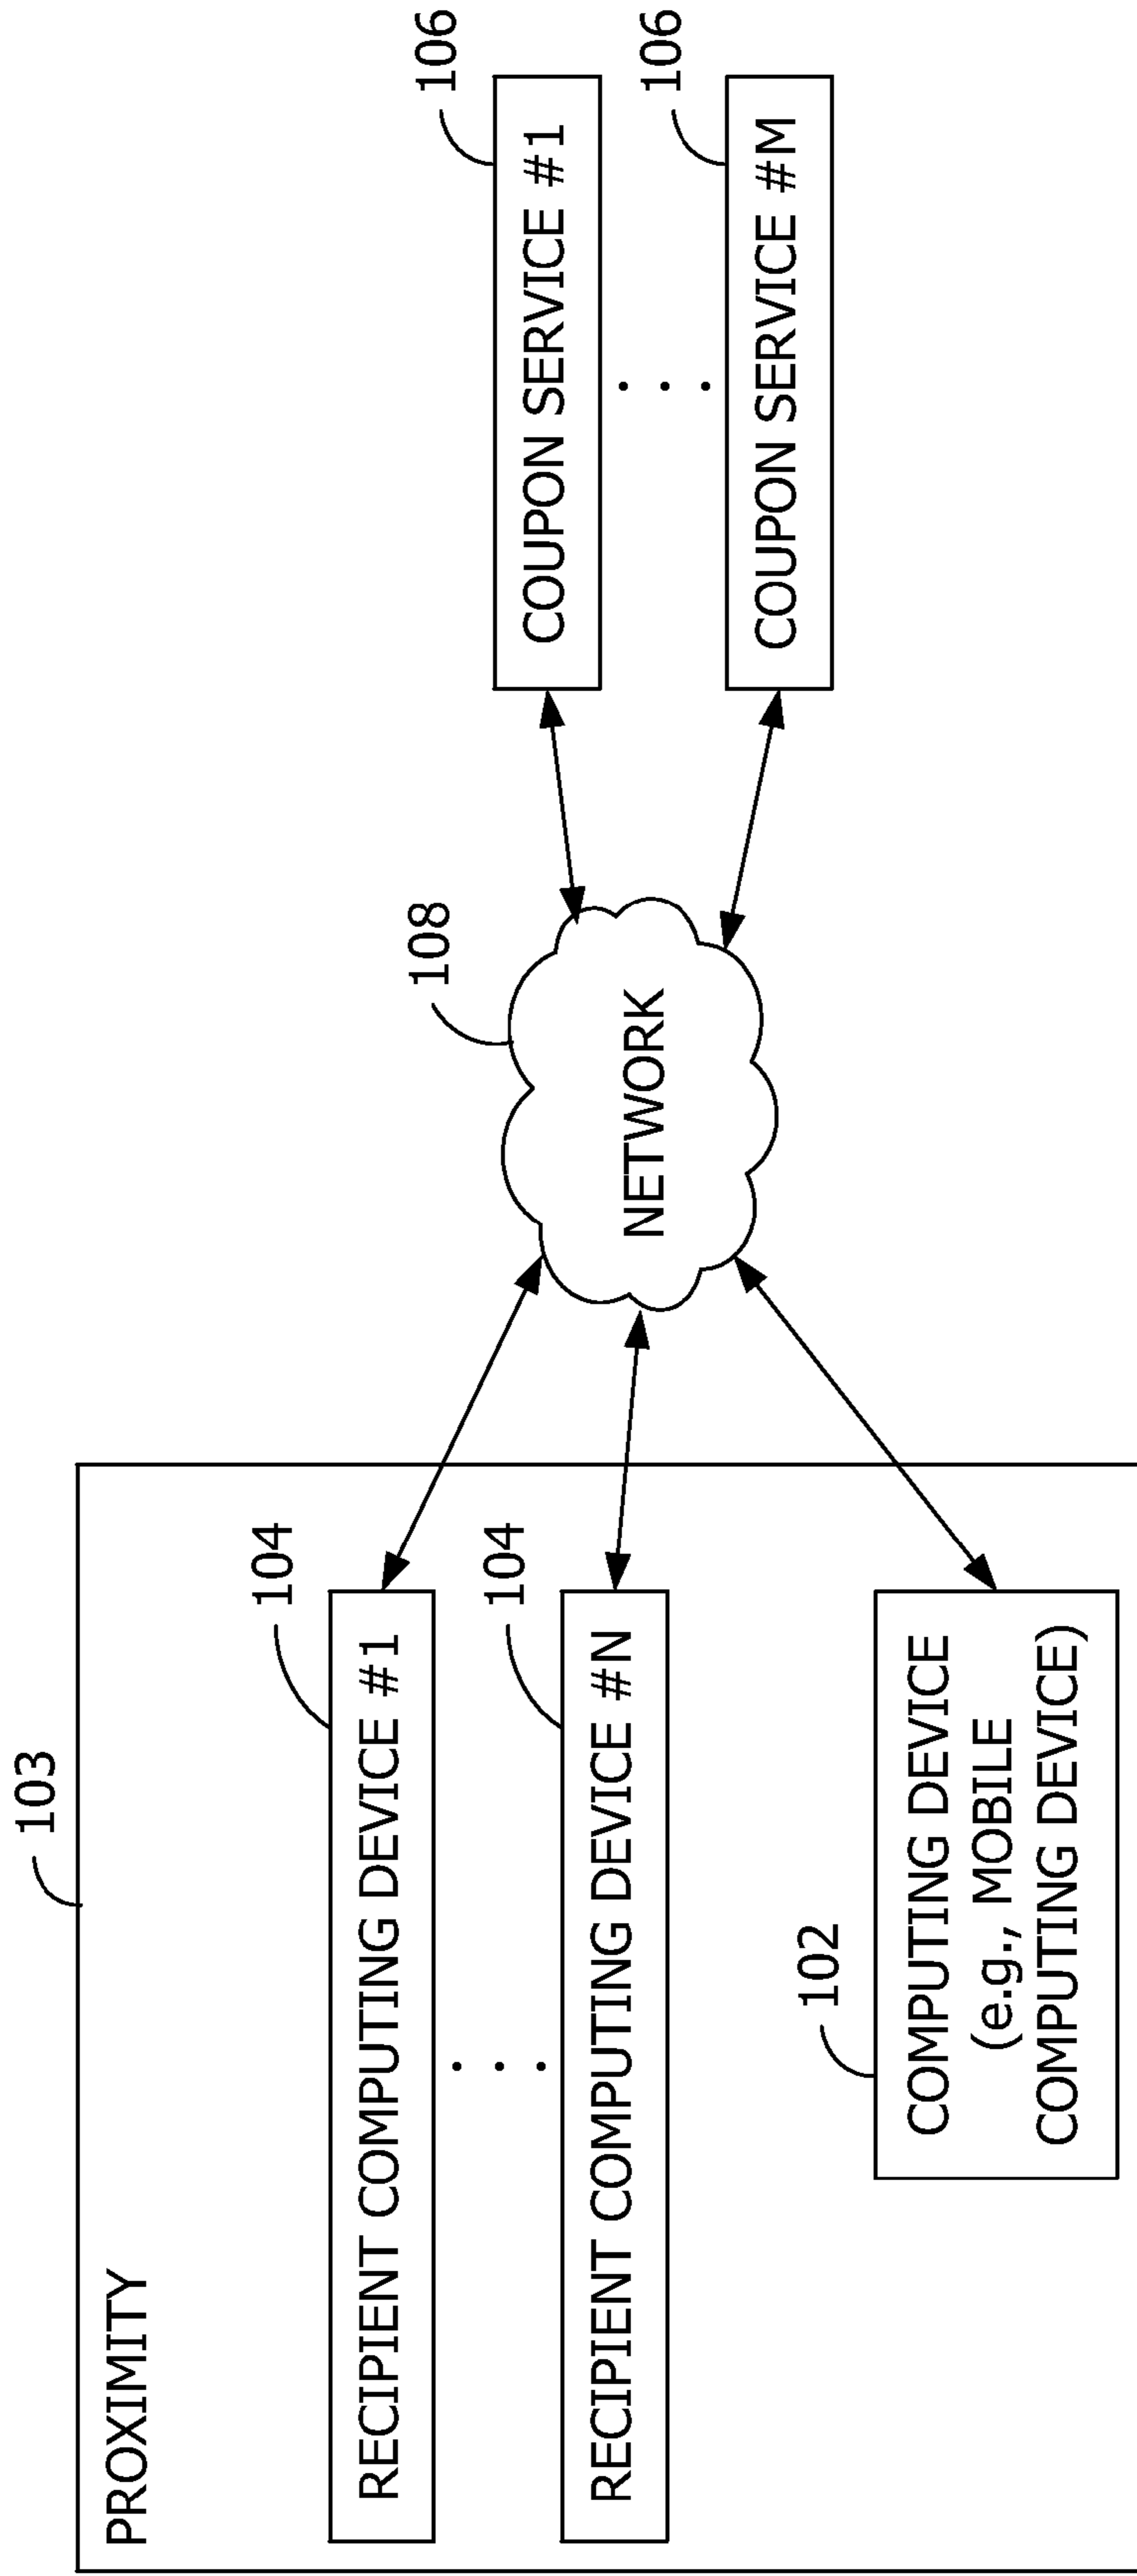 103
PROXIMITY
104
RECIPIENT COMPUTING DEVICE #1
104
RECIPIENT COMPUTING DEVICE #N
102
COMPUTING DEVICE
(e.g., MOBILE
COMPUTING DEVICE)
108
NETWORK
106
COUPON SERVICE #1
106
COUPON SERVICE #M